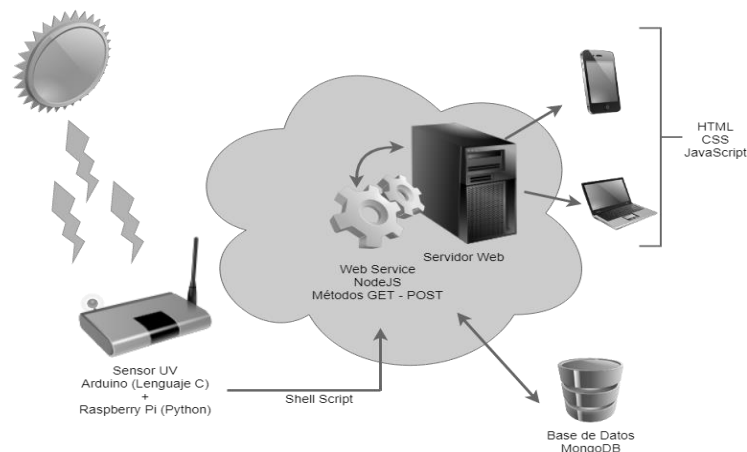 HTML
CSS
JavaScript
Servidor Web
Web Service
NodeJS
Métodos GET - POST
Sensor UV
Arduino (Lenguaje C)
+
Raspberry Pi (Python)
Shell Script
Base de Datos
MongoDB